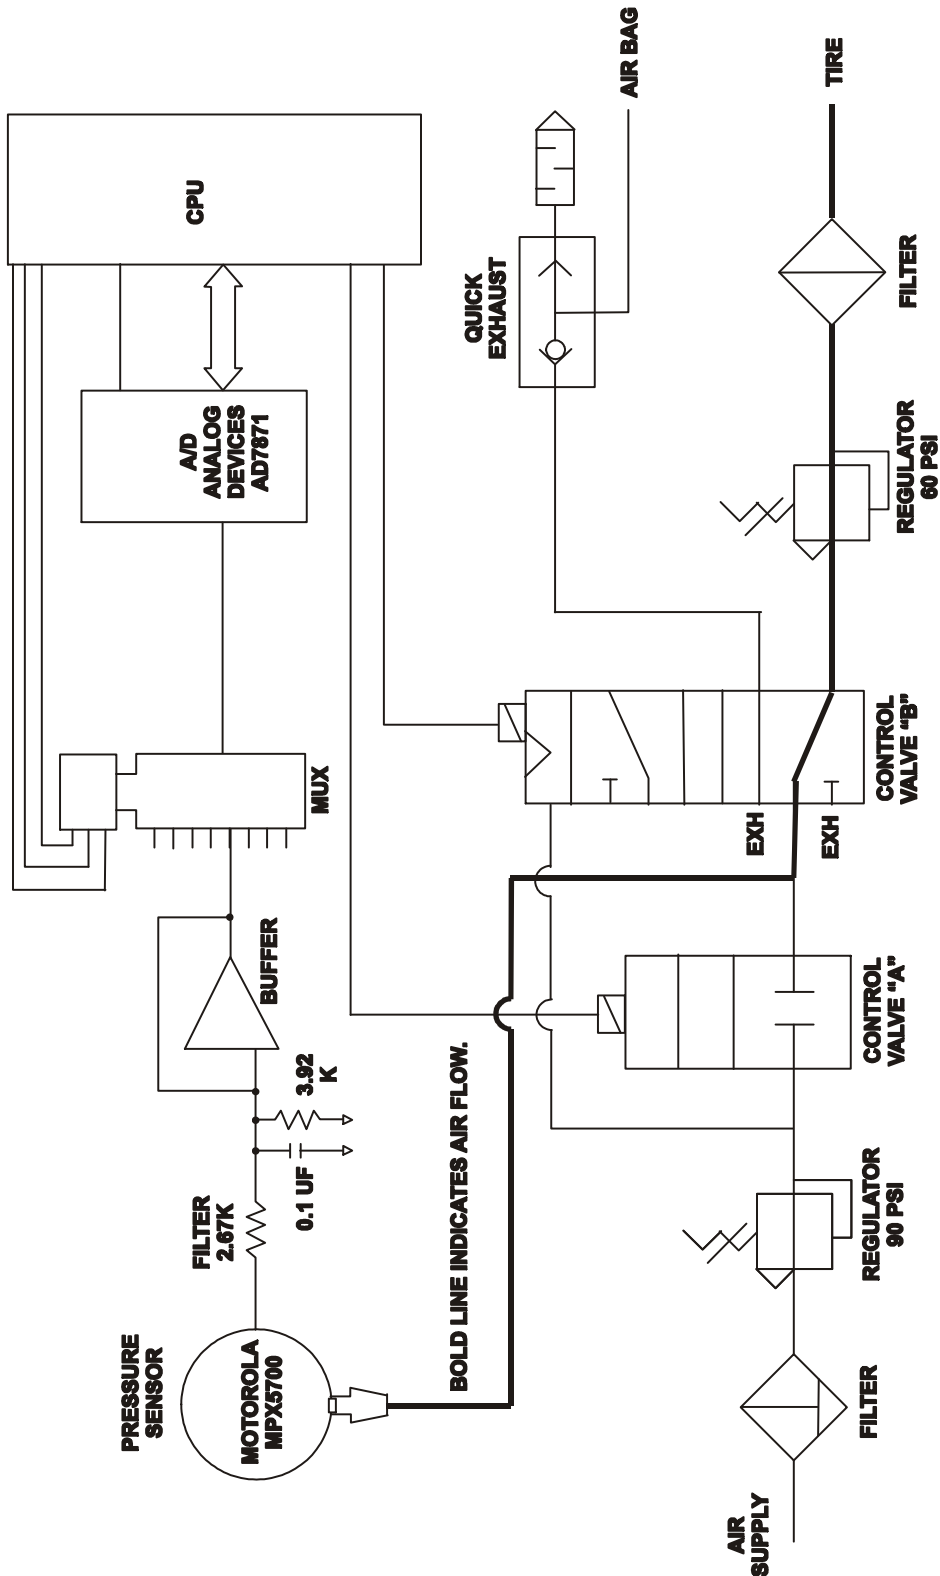 PRESSURE
SENSOR
MOTOROLA
MPX5700
FILTER
2.67K
0.1 UF
3.92
K
BUFFER
MUX
A/D
ANALOG
DEVICES
AD7871
CPU
BOLD LINE INDICATES AIR FLOW.
QUICK
EXHAUST
AIR BAG
AIR
SUPPLY
FILTER
REGULATOR
90 PSI
CONTROL
VALVE “A”
EXH
EXH
CONTROL
VALVE “B”
REGULATOR
60 PSI
FILTER
TIRE